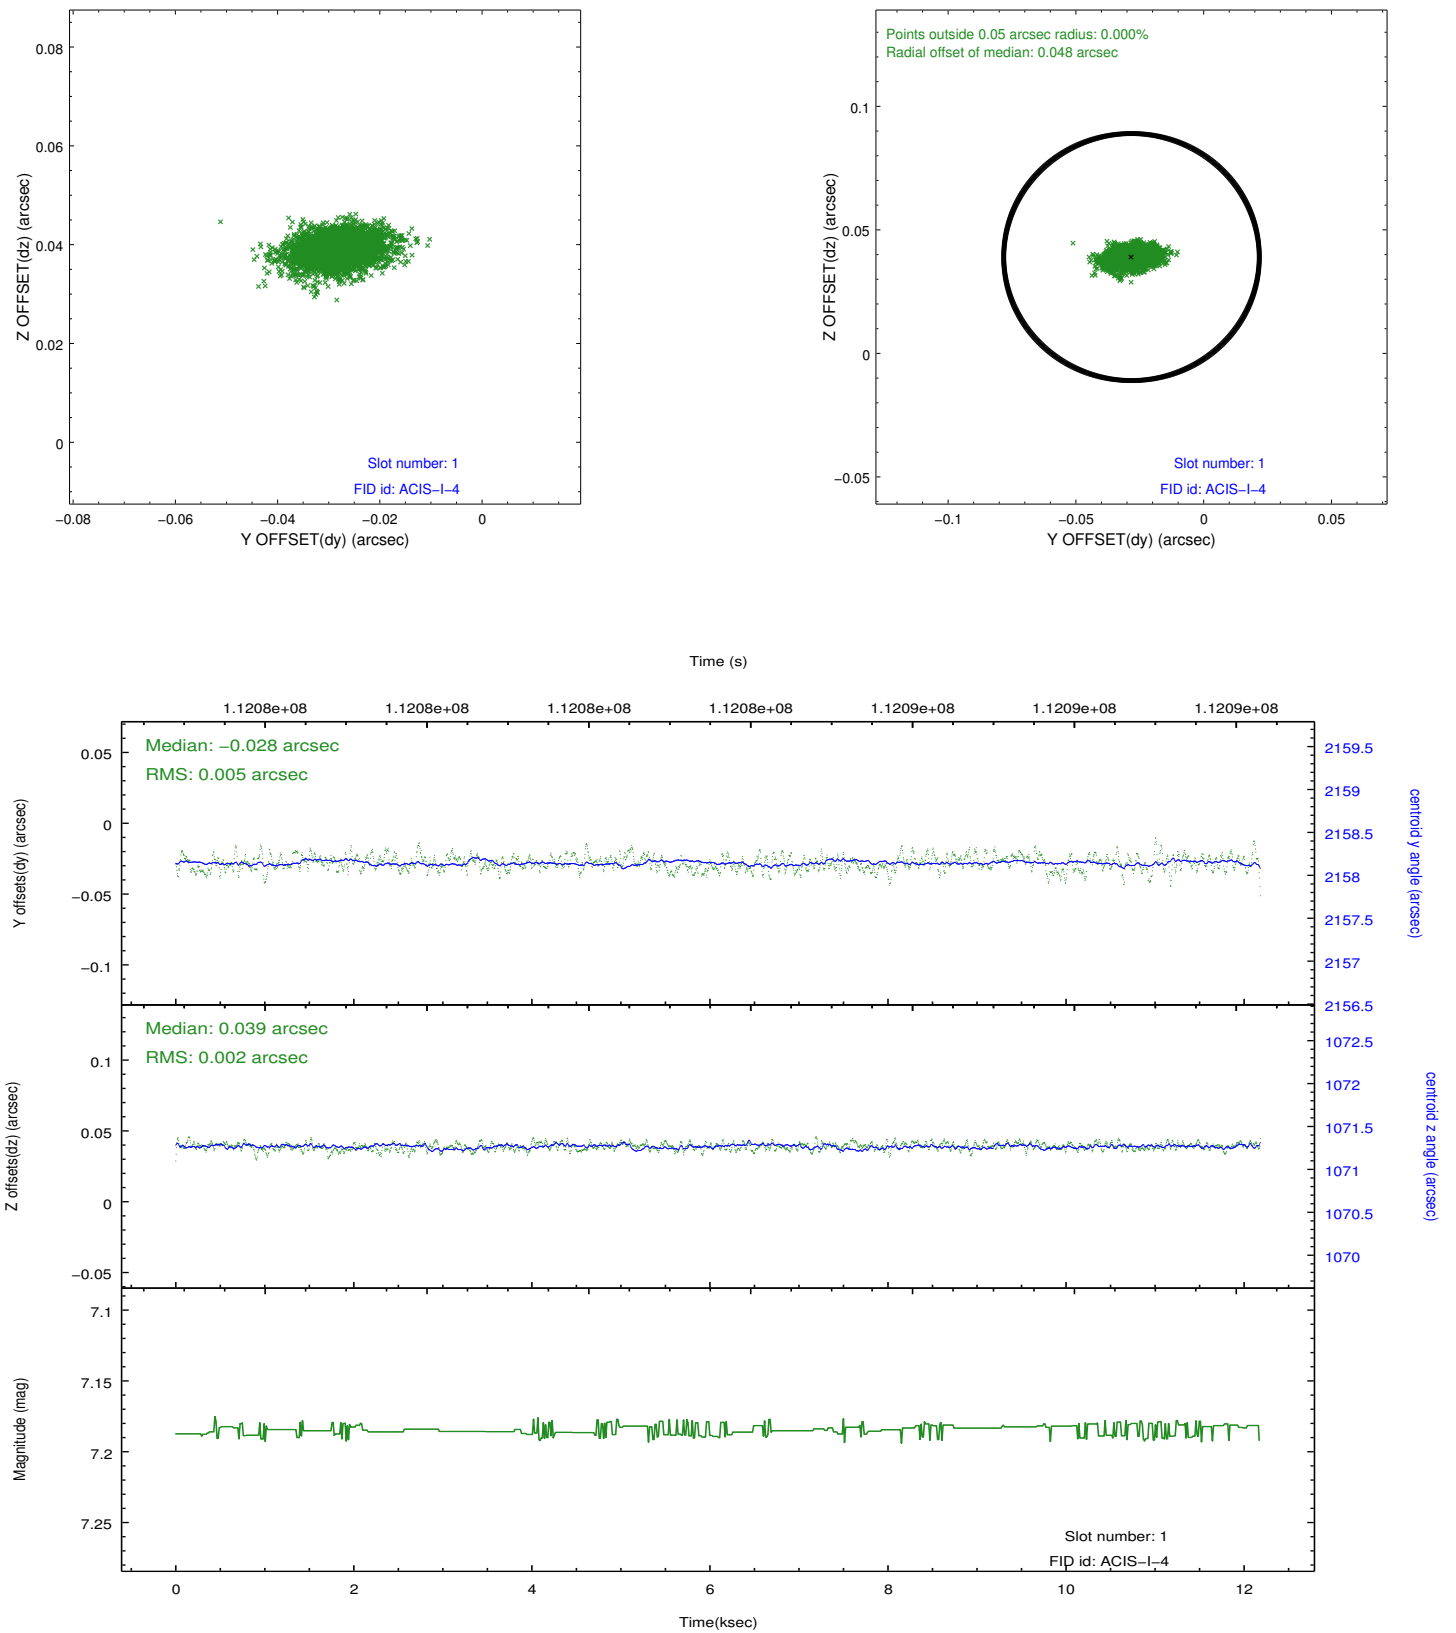 0.08
0.06
0.04
0.02
0
Z OFFSET(dz) (arcsec)
Slot number: 1
FID id: ACIS−I−4
−0.08 −0.06 −0.04 −0.02 0
Y OFFSET(dy) (arcsec)
Points outside 0.05 arcsec radius: 0.000%
Radial offset of median: 0.048 arcsec
0.1
0.05
0
−0.05
Z OFFSET(dz) (arcsec)
Slot number: 1
FID id: ACIS−I−4
−0.1 −0.05 0 0.05
Y OFFSET(dy) (arcsec)
Time (s)
1.1208e+08 1.1208e+08 1.1208e+08 1.1208e+08 1.1209e+08 1.1209e+08 1.1209e+08
Median: −0.028 arcsec
RMS: 0.005 arcsec
0.05
0
−0.05
−0.1
Y offsets(dy) (arcsec)
2159.5
2159
2158.5
2158
2157.5
2157
2156.5
centroid y angle (arcsec)
Median: 0.039 arcsec
RMS: 0.002 arcsec
0.1
0.05
0
−0.05
Z offsets(dz) (arcsec)
1072.5
1072
1071.5
1071
1070.5
1070
centroid z angle (arcsec)
7.1
7.15
7.2
7.25
Magnitude (mag)
Slot number: 1
FID id: ACIS−I−4
0 2 4 6 8 10 12
Time(ksec)